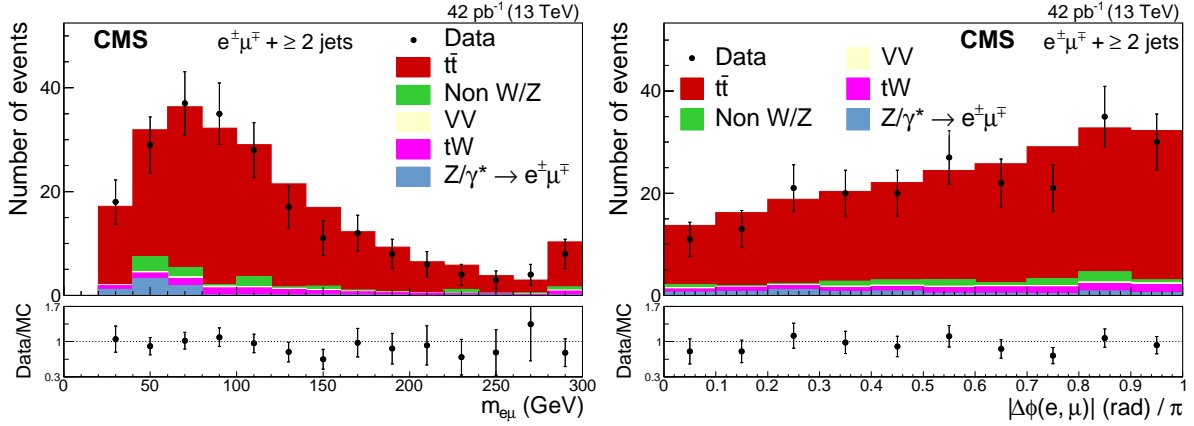 42 pb⁻¹ (13 TeV)
CMS
e±μ∓ + ≥ 2 jets
Data
tt̄
Non W/Z
VV
tW
Z/γ* → e±μ∓
Number of events
40
20
0
Data/MC
1.7
1
0.3
0 50 100 150 200 250 300
m_eμ (GeV)
42 pb⁻¹ (13 TeV)
CMS
e±μ∓ + ≥ 2 jets
Data
tt̄
Non W/Z
VV
tW
Z/γ* → e±μ∓
Number of events
40
20
0
Data/MC
1.7
1
0.3
0 0.1 0.2 0.3 0.4 0.5 0.6 0.7 0.8 0.9 1
|Δϕ(e, μ)| (rad) / π